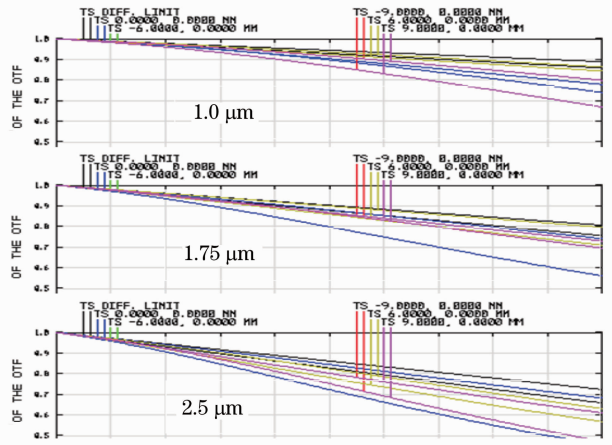 TS DIFF. LIMIT
TS 0.0000, 0.0000 MM
TS -6.0000, 0.0000 MM
TS -9.0000, 0.0000 MM
TS 6.0000, 0.0000 MM
TS 9.0000, 0.0000 MM
OF THE OTF
1.0
0.9
0.8
0.7
0.6
0.5
1.0 μm
TS DIFF. LIMIT
TS 0.0000, 0.0000 MM
TS -6.0000, 0.0000 MM
TS -9.0000, 0.0000 MM
TS 6.0000, 0.0000 MM
TS 9.0000, 0.0000 MM
OF THE OTF
1.0
0.9
0.8
0.7
0.6
0.5
1.75 μm
TS DIFF. LIMIT
TS 0.0000, 0.0000 MM
TS -6.0000, 0.0000 MM
TS -9.0000, 0.0000 MM
TS 6.0000, 0.0000 MM
TS 9.0000, 0.0000 MM
OF THE OTF
1.0
0.9
0.8
0.7
0.6
0.5
2.5 μm